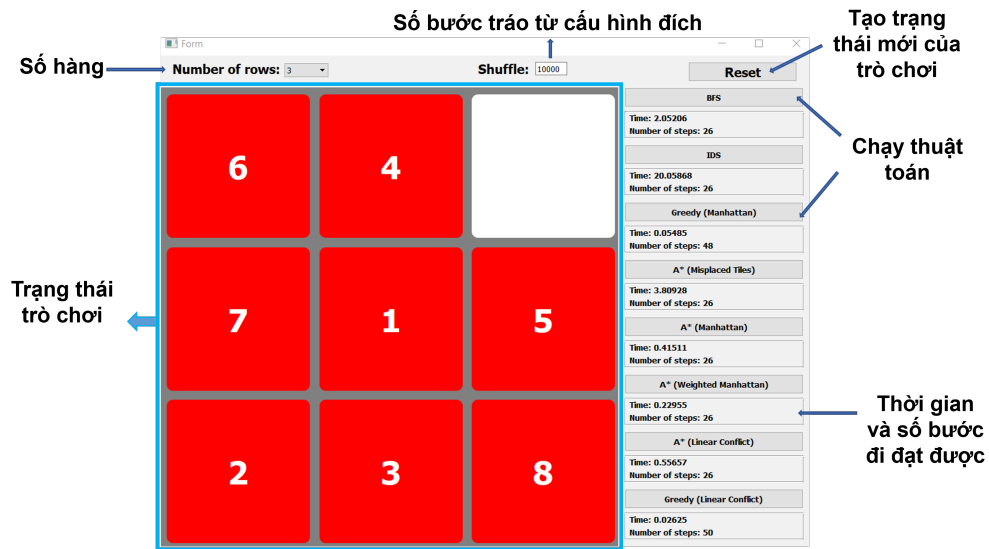 Số bước tráo từ cấu hình đích
Tạo trạng
thái mới của
trò chơi
Form
Số hàng
Number of rows: 3
Shuffle: 10000
Reset
BFS
Time: 2.05206
Number of steps: 26
IDS
Time: 20.05868
Number of steps: 26
Greedy (Manhattan)
Time: 0.05485
Number of steps: 48
A* (Misplaced Tiles)
Time: 3.80928
Number of steps: 26
A* (Manhattan)
Time: 0.41511
Number of steps: 26
A* (Weighted Manhattan)
Time: 0.22955
Number of steps: 26
A* (Linear Conflict)
Time: 0.55657
Number of steps: 26
Greedy (Linear Conflict)
Time: 0.02625
Number of steps: 50
Chạy thuật
toán
Thời gian
và số bước
đi đạt được
Trạng thái
trò chơi
6 4
7 1 5
2 3 8